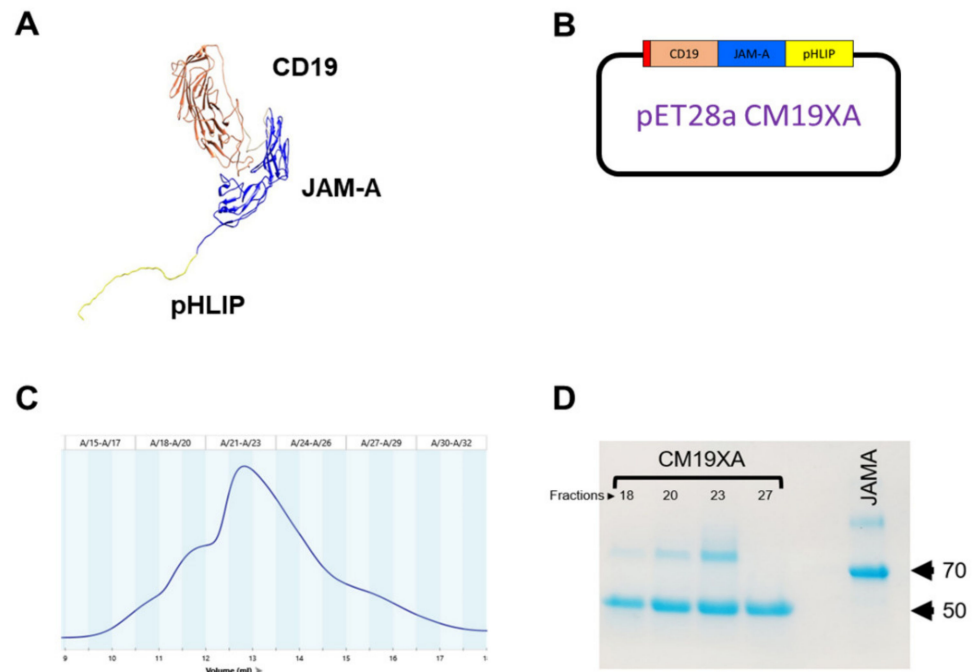 A
CD19
JAM-A
pHLIP
B
CD19 JAM-A pHLIP
pET28a CM19XA
C
A/15-A/17 A/18-A/20 A/21-A/23 A/24-A/26 A/27-A/29 A/30-A/32
9 10 11 12 13 14 15 16 17
Volume (ml)
D
CM19XA
JAMA
Fractions 18 20 23 27
70
50